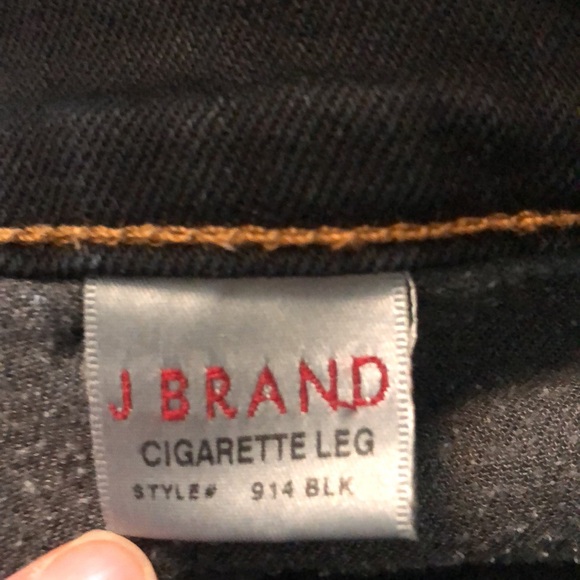 J BRAND
CIGARETTE LEG
STYLE# 914 BLK